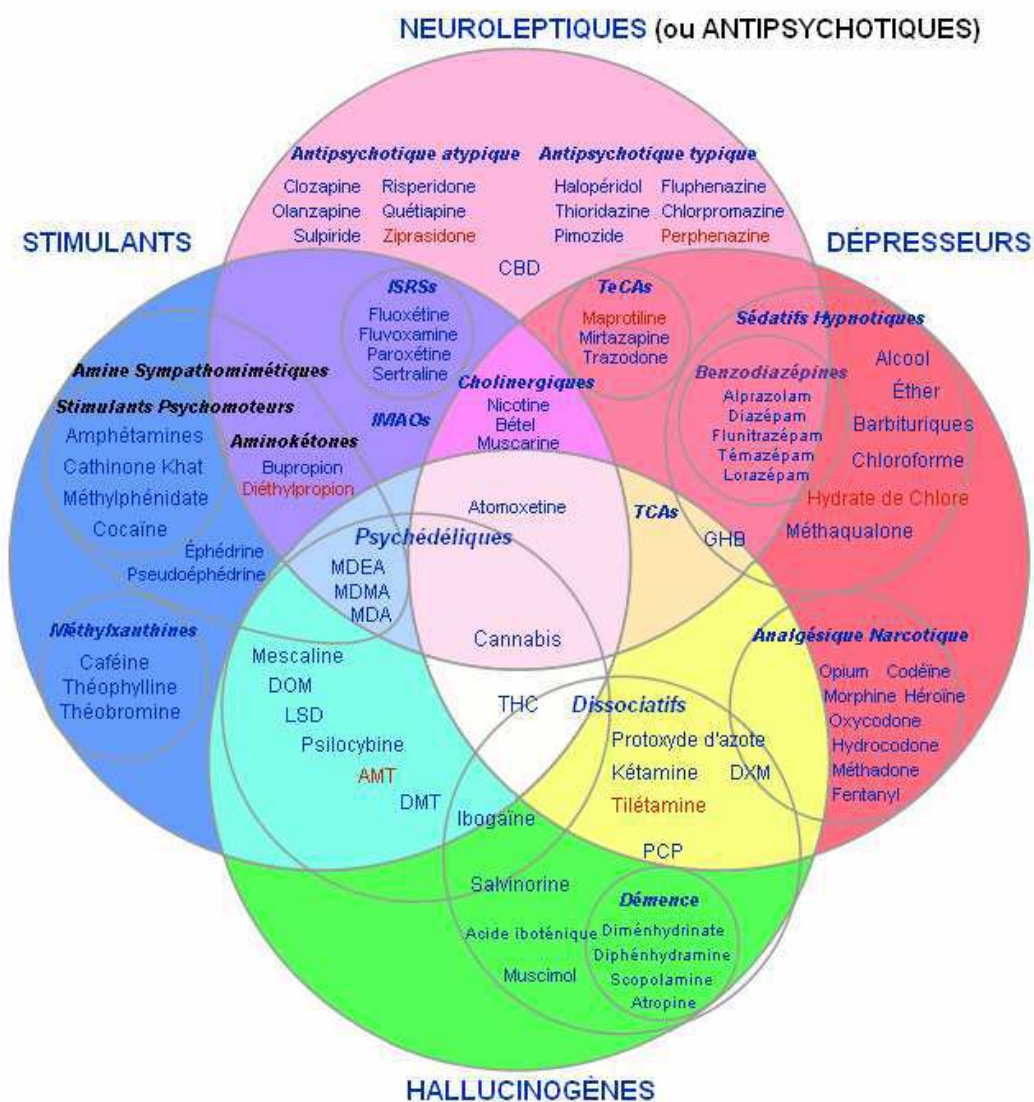 NEUROLEPTIQUES (ou ANTIPSYCHOTIQUES)
Antipsychotique atypique
Clozapine Risperidone
Olanzapine Quétiapine
Sulpiride Ziprasidone
Antipsychotique typique
Halopéridol Fluphenazine
Thioridazine Chlorpromazine
Pimozide Perphenazine
CBD
STIMULANTS
DÉPRESSEURS
ISRSs
Fluoxétine
Fluvoxamine
Paroxétine
Sertraline
TeCAs
Maprotiline
Mirtazapine
Trazodone
Sédatifs Hypnotiques
Alcool
Éther
Barbituriques
Chloroforme
Hydrate de Chlore
Méthaqualone
Benzodiazépines
Alprazolam
Diazépam
Flunitrazépam
Témazépam
Lorazépam
Amine Sympathomimétiques
Stimulants Psychomoteurs
Amphétamines
Cathinone Khat
Méthylphénidate
Cocaïne
Aminokétones
Bupropion
Diéthylpropion
IMAOs
Cholinergiques
Nicotine
Bétel
Muscarine
Éphédrine
Pseudoéphédrine
Atomoxetine
TCAs
GHB
Psychédéliques
MDEA
MDMA
MDA
Cannabis
Méthylxanthines
Caféine
Théophylline
Théobromine
Mescaline
DOM
LSD
Psilocybine
AMT
DMT
Ibogaïne
THC
Dissociatifs
Protoxyde d'azote
Kétamine DXM
Tilétamine
PCP
Analgésique Narcotique
Opium Codéïne
Morphine Héroïne
Oxycodone
Hydrocodone
Méthadone
Fentanyl
Salvinorine
Acide iboténique
Muscimol
Démence
Diménhydrinate
Diphénhydramine
Scopolamine
Atropine
HALLUCINOGÈNES